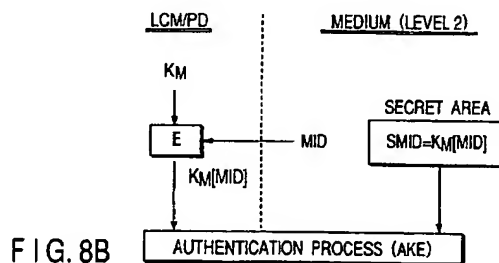 LCM/PD
MEDIUM (LEVEL 2)
KM
SECRET AREA
E
MID
SMID=KM[MID]
KM[MID]
AUTHENTICATION PROCESS (AKE)
FIG. 8B